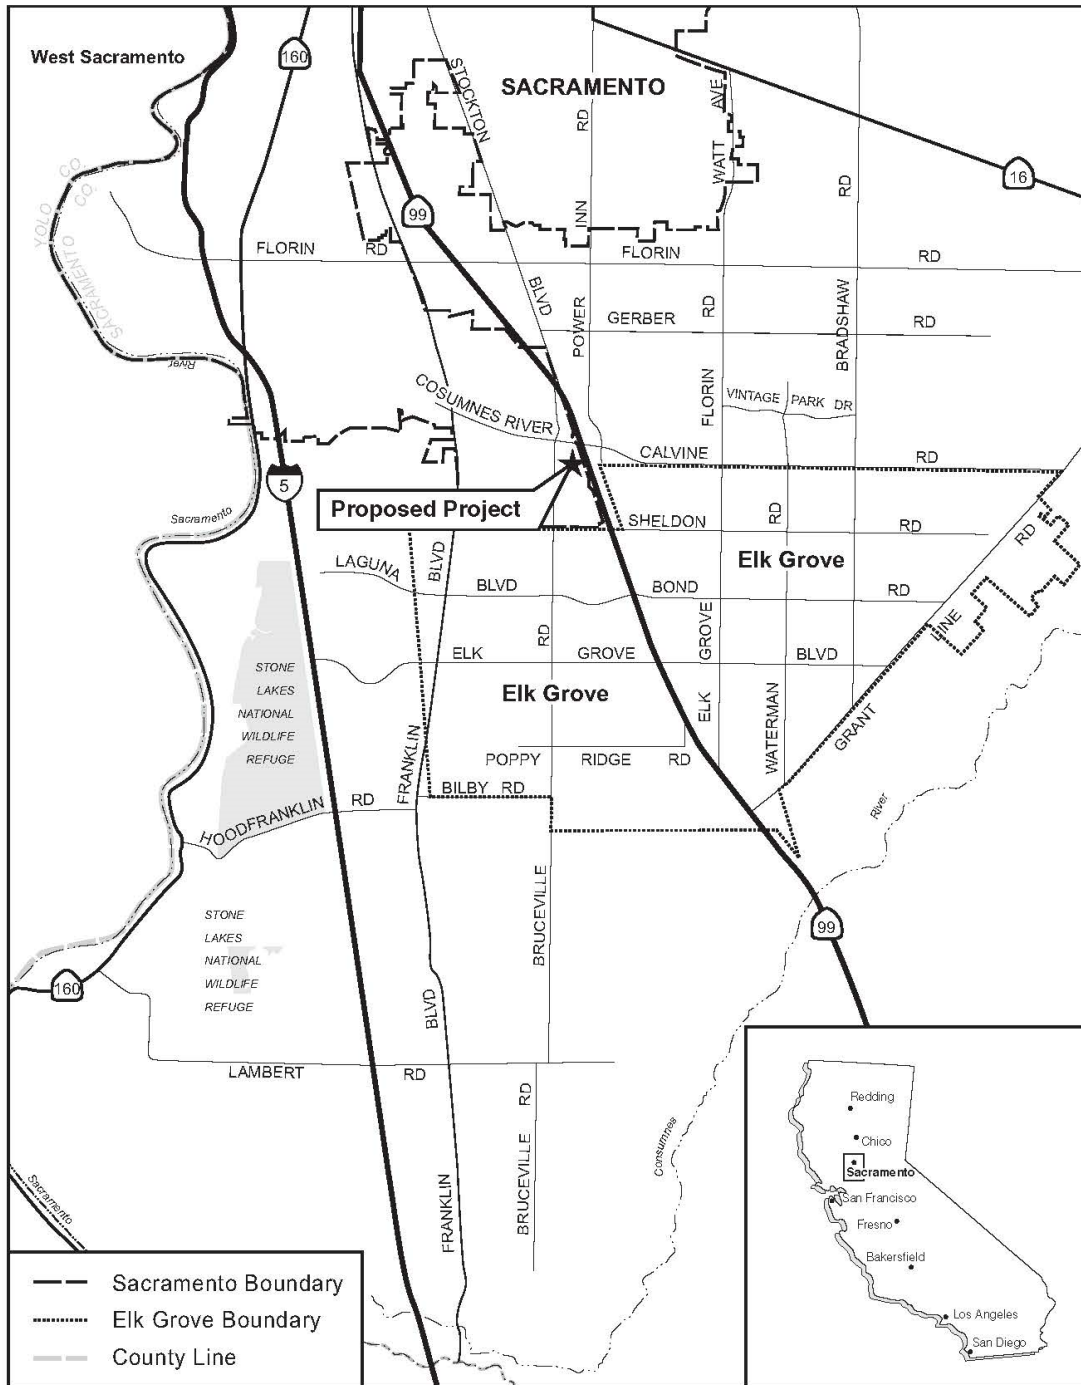 West Sacramento
160
STOCKTON
SACRAMENTO
RD
WATT AVE
16
99
YOLO CO.
SACRAMENTO CO.
INN
RD
FLORIN RD FLORIN RD
BLVD
POWER
GERBER RD
RD
BRADSHAW
River
COSUMNES RIVER
FLORIN
VINTAGE PARK DR
CALVINE RD
5
Proposed Project
Sacramento
SHELDON RD
RD
RD
LAGUNA BLVD BOND RD
BLVD
Elk Grove
LINE
RD
ELK GROVE BLVD
GROVE
STONE
LAKES
NATIONAL
WILDLIFE
REFUGE
Elk Grove
ELK
WATERMAN
GRANT
FRANKLIN
POPPY RIDGE RD
BILBY RD
HOODFRANKLIN RD
River
BRUCEVILLE
99
STONE
LAKES
NATIONAL
WILDLIFE
REFUGE
160
BLVD
LAMBERT RD
RD
BRUCEVILLE
Consumnes
FRANKLIN
Sacramento
Redding
Chico
Sacramento
San Francisco
Fresno
Bakersfield
Los Angeles
San Diego
Sacramento Boundary
Elk Grove Boundary
County Line